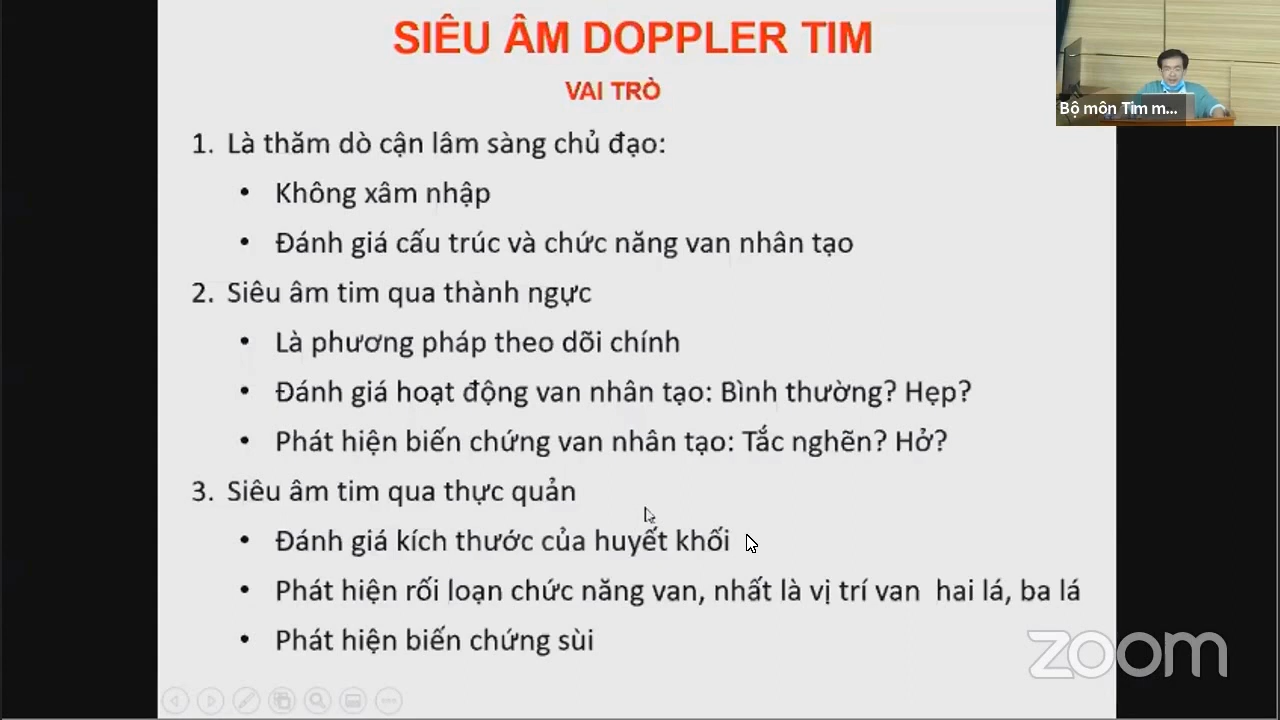 SIÊU ÂM DOPPLER TIM
VAI TRÒ
Bộ môn Tim m...
1. Là thăm dò cận lâm sàng chủ đạo:
• Không xâm nhập
• Đánh giá cấu trúc và chức năng van nhân tạo
2. Siêu âm tim qua thành ngực
• Là phương pháp theo dõi chính
• Đánh giá hoạt động van nhân tạo: Bình thường? Hẹp?
• Phát hiện biến chứng van nhân tạo: Tắc nghẽn? Hở?
3. Siêu âm tim qua thực quản
• Đánh giá kích thước của huyết khối
• Phát hiện rối loạn chức năng van, nhất là vị trí van hai lá, ba lá
• Phát hiện biến chứng sùi
zoom